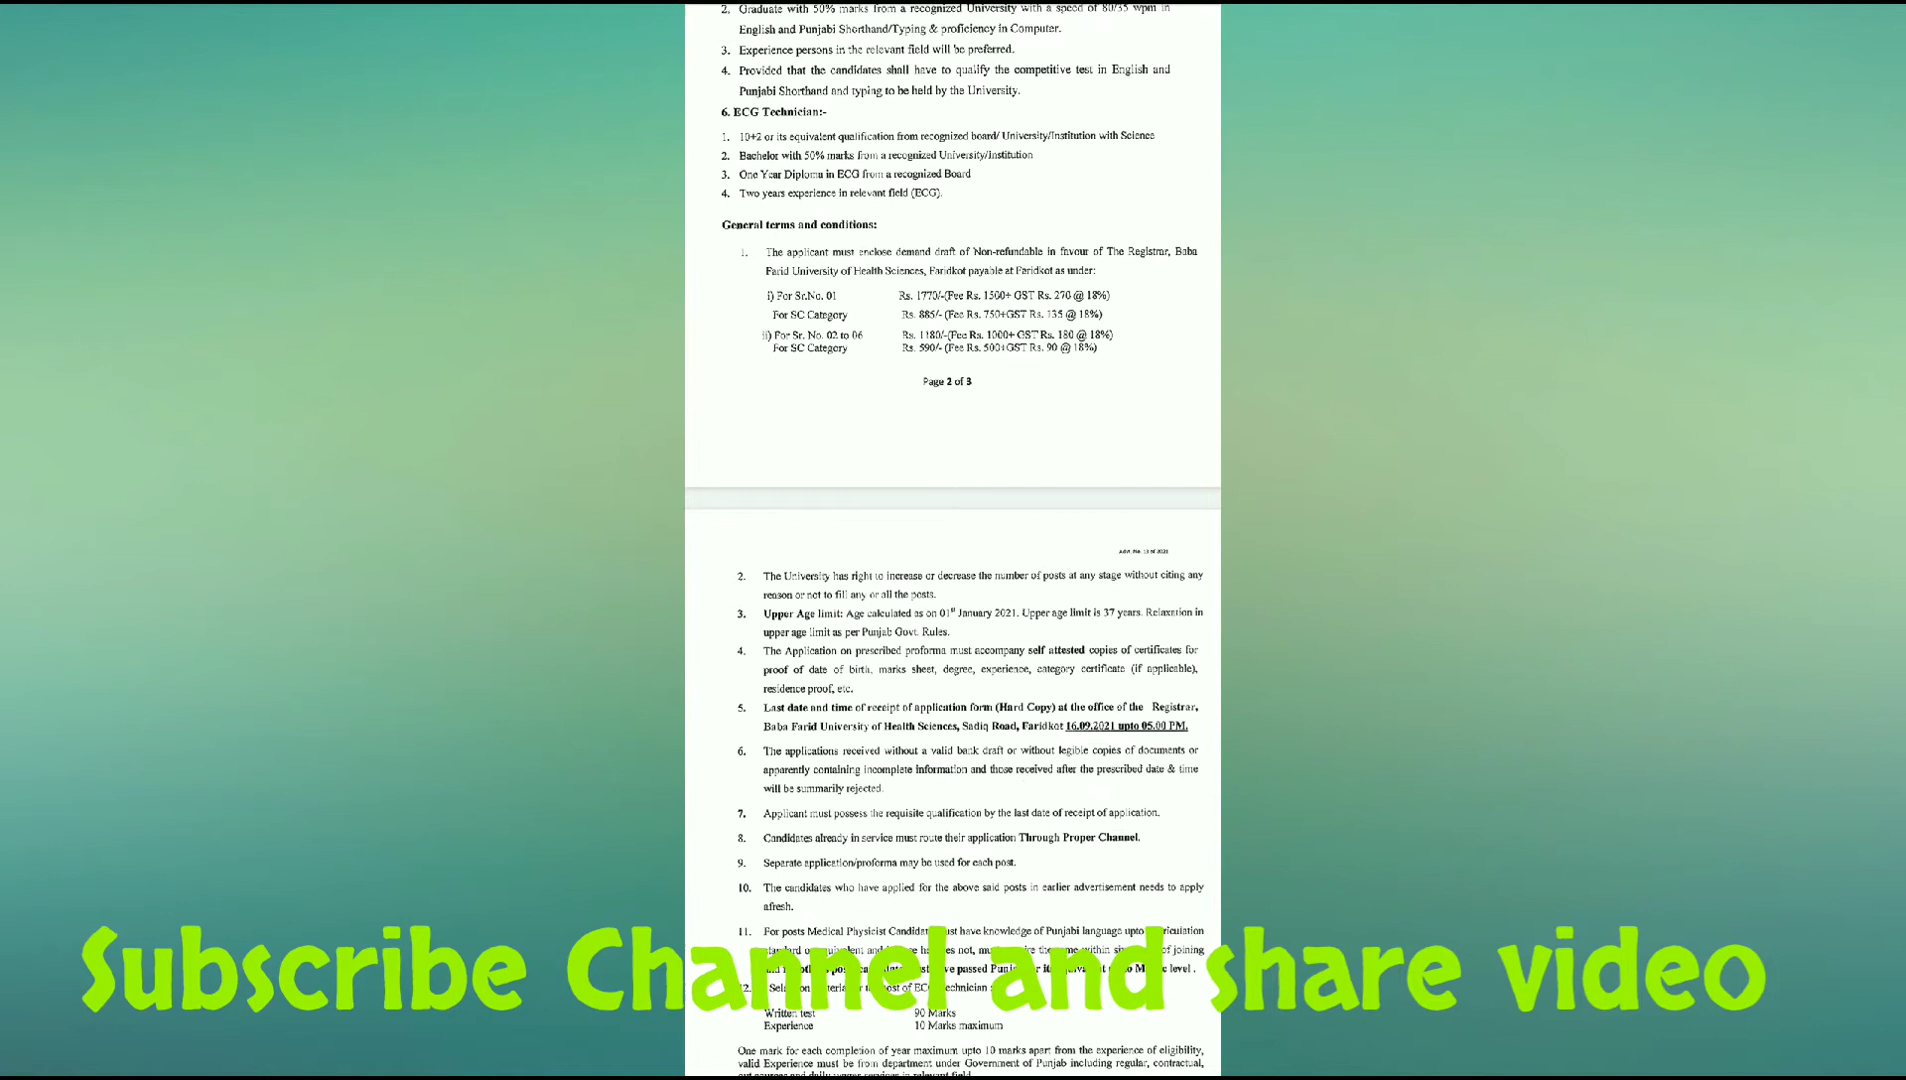 2. Graduate with 50% marks from a recognized University with a speed of 80/35 wpm in
English and Punjabi Shorthand/Typing & proficiency in Computer.
3. Experience persons in the relevant field will be preferred.
4. Provided that the candidates shall have to qualify the competitive test in English and
Punjabi Shorthand and typing to be held by the University.
6. ECG Technician:-
1. 10+2 or its equivalent qualification from recognized board/ University/Institution with Science
2. Bachelor with 50% marks from a recognized University/Institution
3. One Year Diploma in ECG from a recognized Board
4. Two years experience in relevant field (ECG).
General terms and conditions:
1. The applicant must enclose demand draft of Non-refundable in favour of The Registrar, Baba
Farid University of Health Sciences, Faridkot payable at Faridkot as under:
i) For Sr.No. 01 Rs. 1770/-(Fee Rs. 1500+ GST Rs. 270 @ 18%)
For SC Category Rs. 885/- (Fee Rs. 750+GST Rs. 135 @ 18%)
ii) For Sr. No. 02 to 06 Rs. 1180/-(Fee Rs. 1000+ GST Rs. 180 @ 18%)
For SC Category Rs. 590/- (Fee Rs. 500+GST Rs. 90 @ 18%)
Page 2 of 3
Advt. No. 13 of 2021
2. The University has right to increase or decrease the number of posts at any stage without citing any
reason or not to fill any or all the posts.
3. Upper Age limit: Age calculated as on 01st January 2021. Upper age limit is 37 years. Relaxation in
upper age limit as per Punjab Govt. Rules.
4. The Application on prescribed proforma must accompany self attested copies of certificates for
proof of date of birth, marks sheet, degree, experience, category certificate (if applicable),
residence proof, etc.
5. Last date and time of receipt of application form (Hard Copy) at the office of the Registrar,
Baba Farid University of Health Sciences, Sadiq Road, Faridkot 16.09.2021 upto 05.00 PM.
6. The applications received without a valid bank draft or without legible copies of documents or
apparently containing incomplete information and those received after the prescribed date & time
will be summarily rejected.
7. Applicant must possess the requisite qualification by the last date of receipt of application.
8. Candidates already in service must route their application Through Proper Channel.
9. Separate application/proforma may be used for each post.
10. The candidates who have applied for the above said posts in earlier advertisement needs to apply
afresh.
11. For posts Medical Physicist have knowledge of Punjabi language upto
not, within of joining
passed level .
of Technician
Subscribe Channel and share video
Written test 90 Marks
Experience 10 Marks maximum
One mark for each completion of year maximum upto 10 marks apart from the experience of eligibility,
valid Experience must be from department under Government of Punjab including regular, contractual,